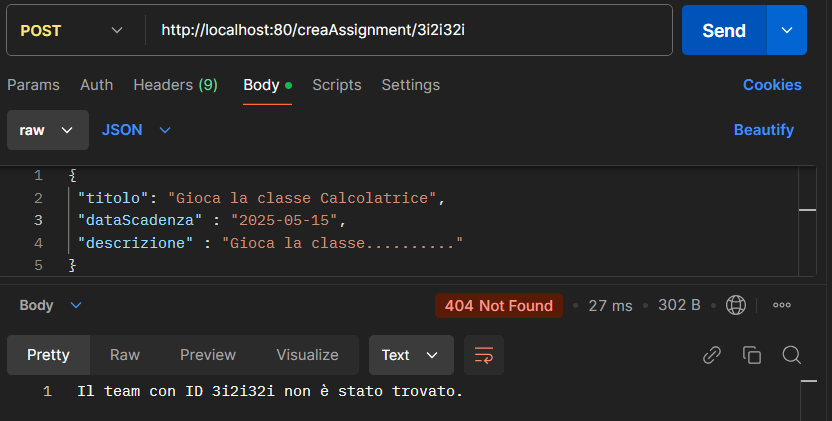 POST http://localhost:80/creaAssignment/3i2i32i Send
Params Auth Headers (9) Body Scripts Settings Cookies
raw JSON Beautify
1 {
2 "titolo": "Gioca la classe Calcolatrice",
3 "dataScadenza" : "2025-05-15",
4 "descrizione" : "Gioca la classe.........."
5 }
Body 404 Not Found 27 ms 302 B
Pretty Raw Preview Visualize Text
1 Il team con ID 3i2i32i non è stato trovato.